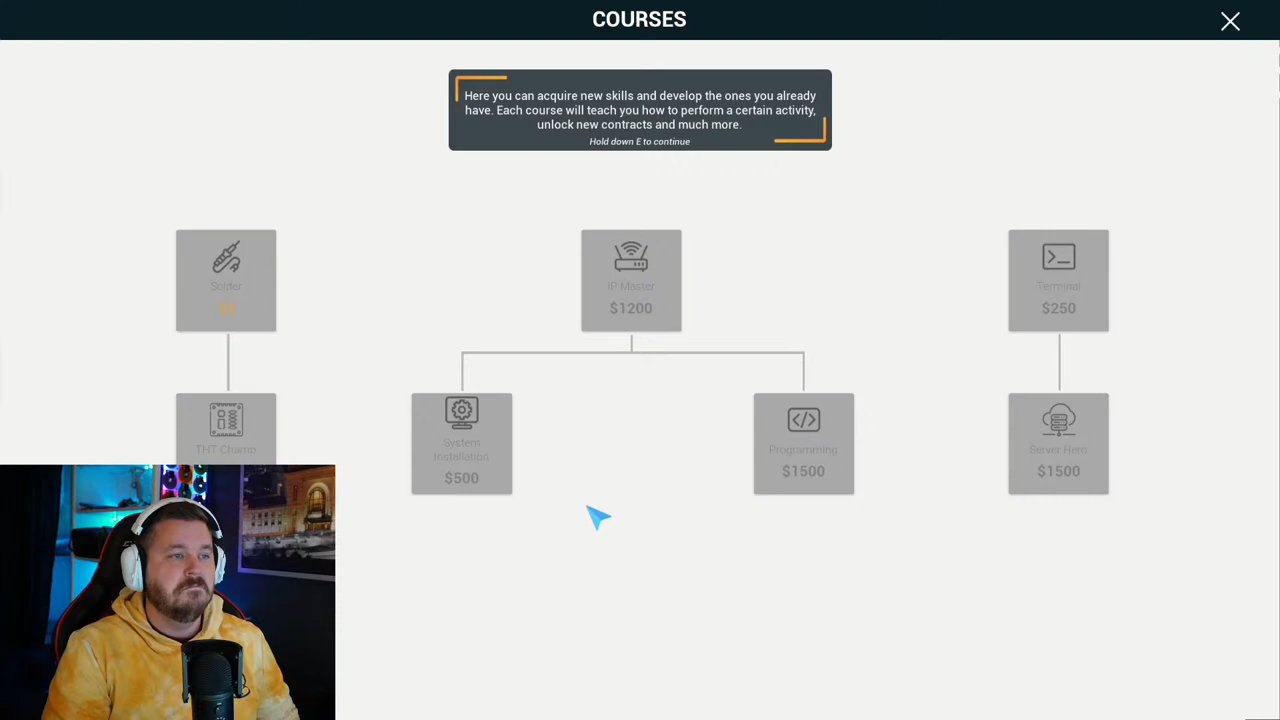 COURSES
Here you can acquire new skills and develop the ones you already
have. Each course will teach you how to perform a certain activity,
unlock new contracts and much more.
Hold down E to continue
Solder
IP Master
$1200
Terminal
$250
THT Champ
System
Installation
$500
Programming
$1500
Server Hero
$1500